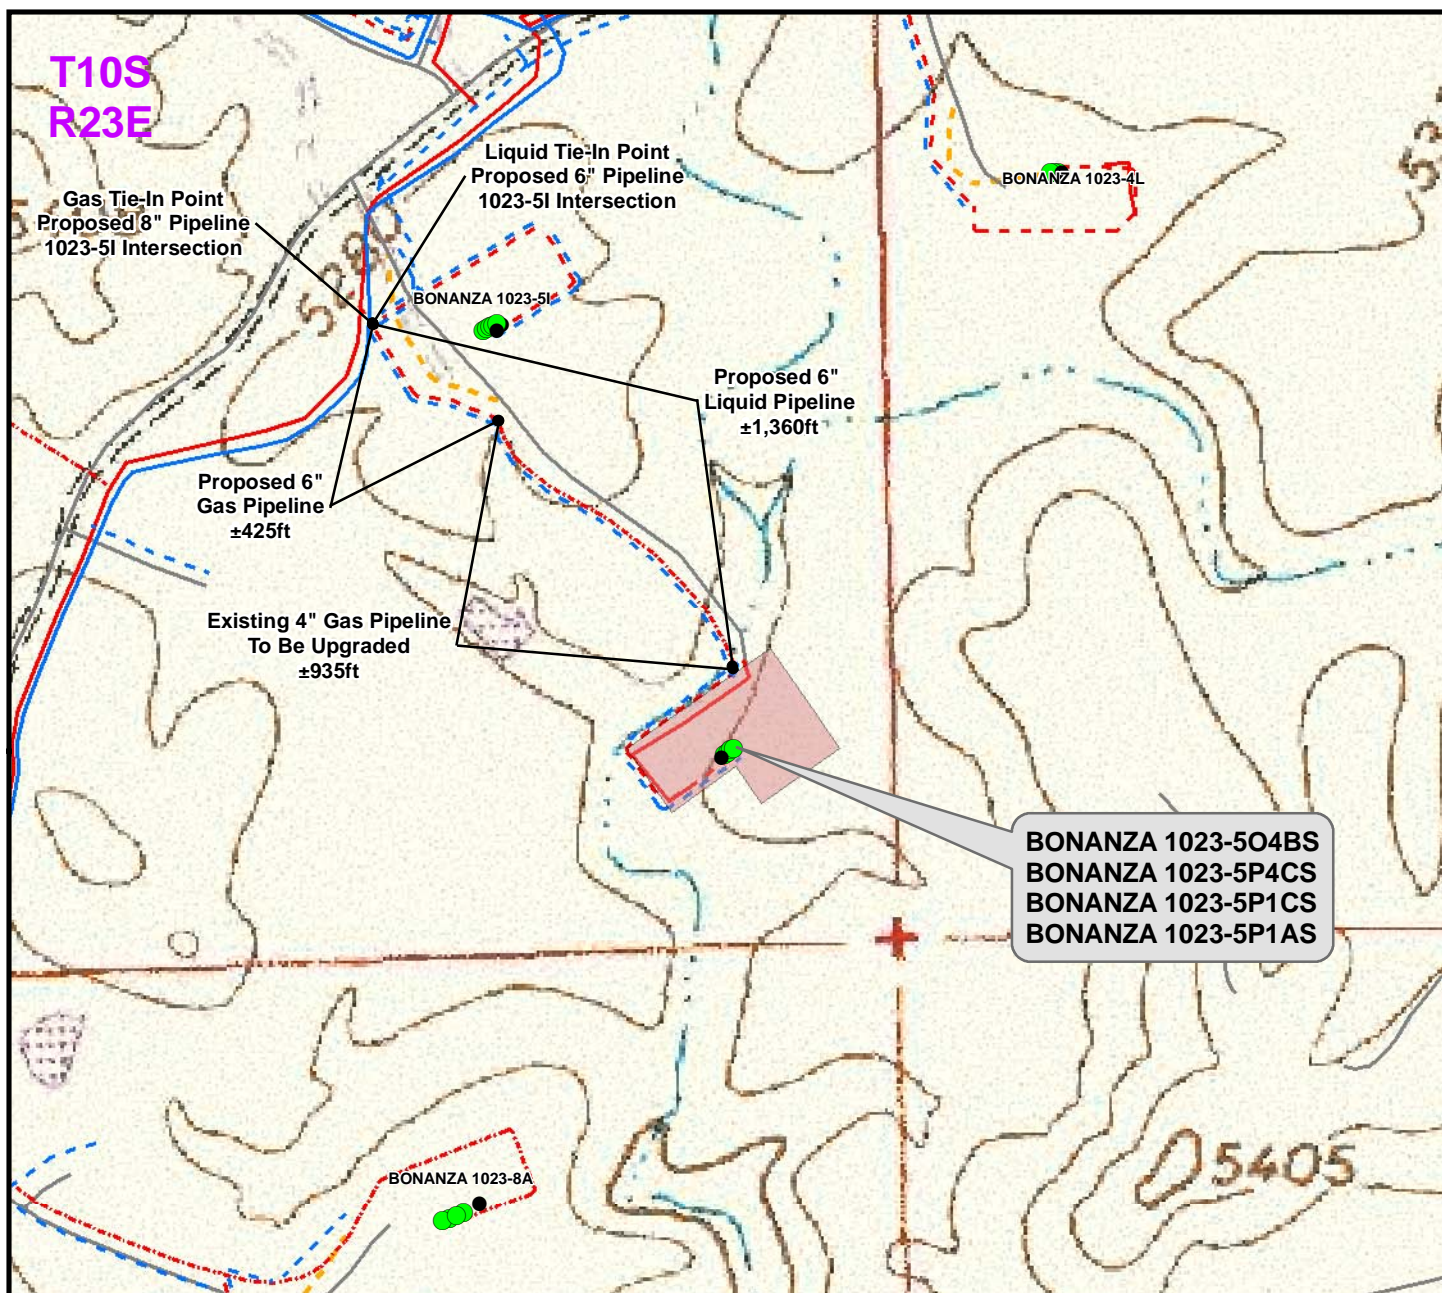 T10S
R23E
Liquid Tie-In Point
Proposed 6" Pipeline
1023-5I Intersection
Gas Tie-In Point
Proposed 8" Pipeline
1023-5I Intersection
BONANZA 1023-4L
BONANZA 1023-5I
Proposed 6"
Liquid Pipeline
±1,360ft
Proposed 6"
Gas Pipeline
±425ft
Existing 4" Gas Pipeline
To Be Upgraded
±935ft
BONANZA 1023-5O4BS
BONANZA 1023-5P4CS
BONANZA 1023-5P1CS
BONANZA 1023-5P1AS
BONANZA 1023-8A
5405